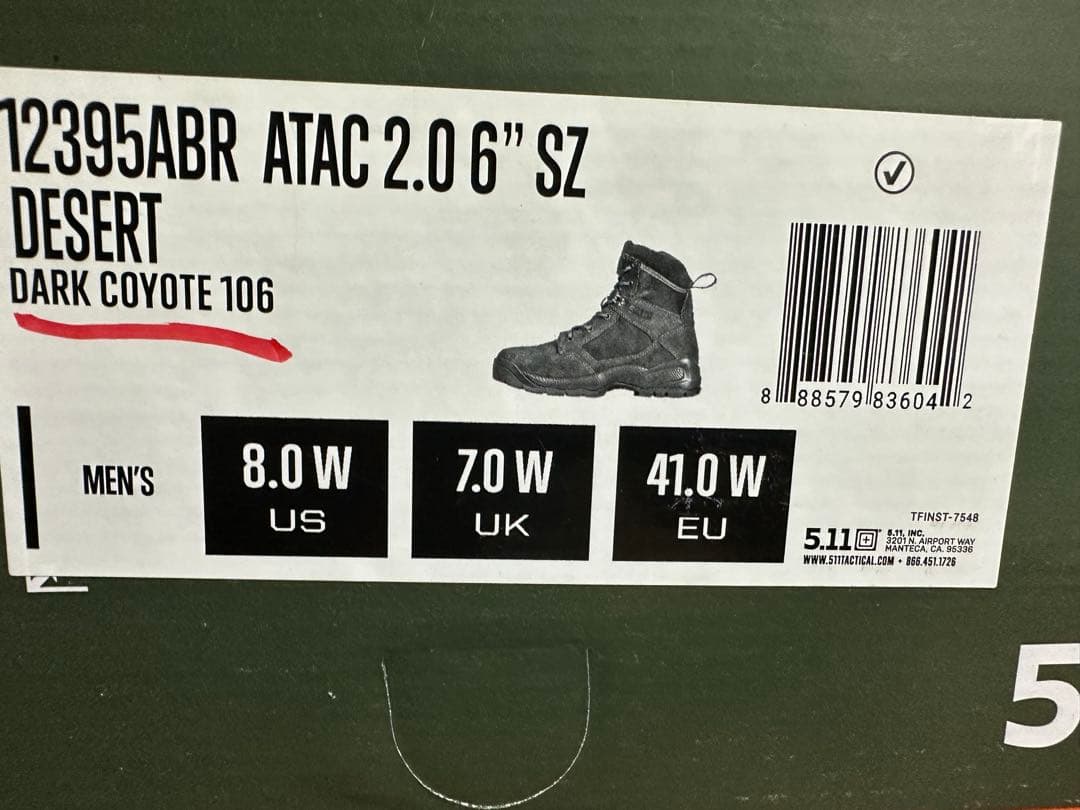 12395ABR ATAC 2.0 6" SZ
DESERT
DARK COYOTE 106
8 88579 83604 2
MEN'S
8.0 W
US
7.0 W
UK
41.0 W
EU
TFINST-7548
5.11
5.11, INC.
3201 N. AIRPORT WAY
MANTECA, CA. 95336
WWW.511TACTICAL.COM • 866.451.1726
5